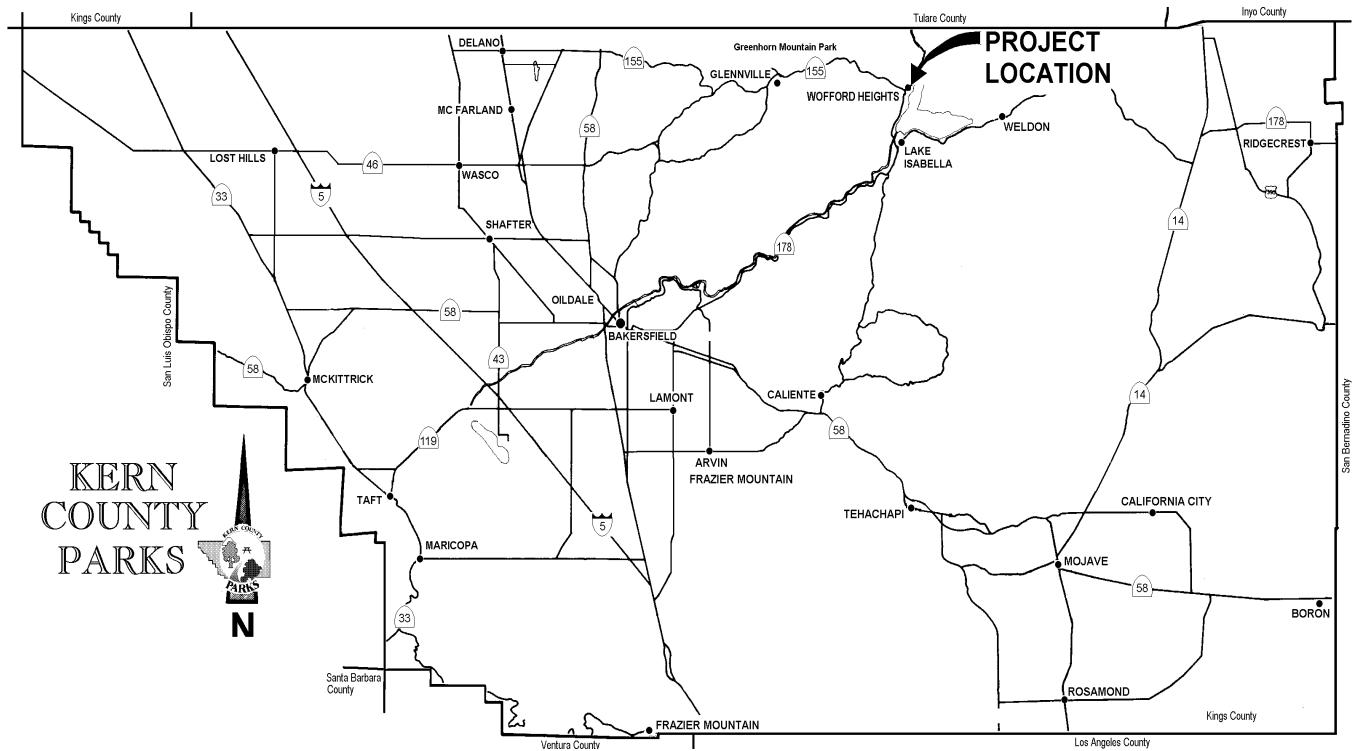 Kings County
Tulare County
Inyo County
DELANO
155
Greenhorn Mountain Park
GLENNVILLE
155
PROJECT
LOCATION
WOFFORD HEIGHTS
MC FARLAND
58
WELDON
178
RIDGECREST
LAKE
ISABELLA
LOST HILLS
46
WASCO
33
5
14
SHAFTER
178
San Luis Obispo County
58
OILDALE
BAKERSFIELD
43
58
MCKITTRICK
LAMONT
CALIENTE
14
San Bernadino County
119
58
ARVIN
FRAZIER MOUNTAIN
KERN
COUNTY
PARKS
KERN COUNTY
PARKS
N
TAFT
5
TEHACHAPI
CALIFORNIA CITY
MARICOPA
MOJAVE
58
BORON
33
Santa Barbara
County
ROSAMOND
Kings County
FRAZIER MOUNTAIN
Ventura County
Los Angeles County